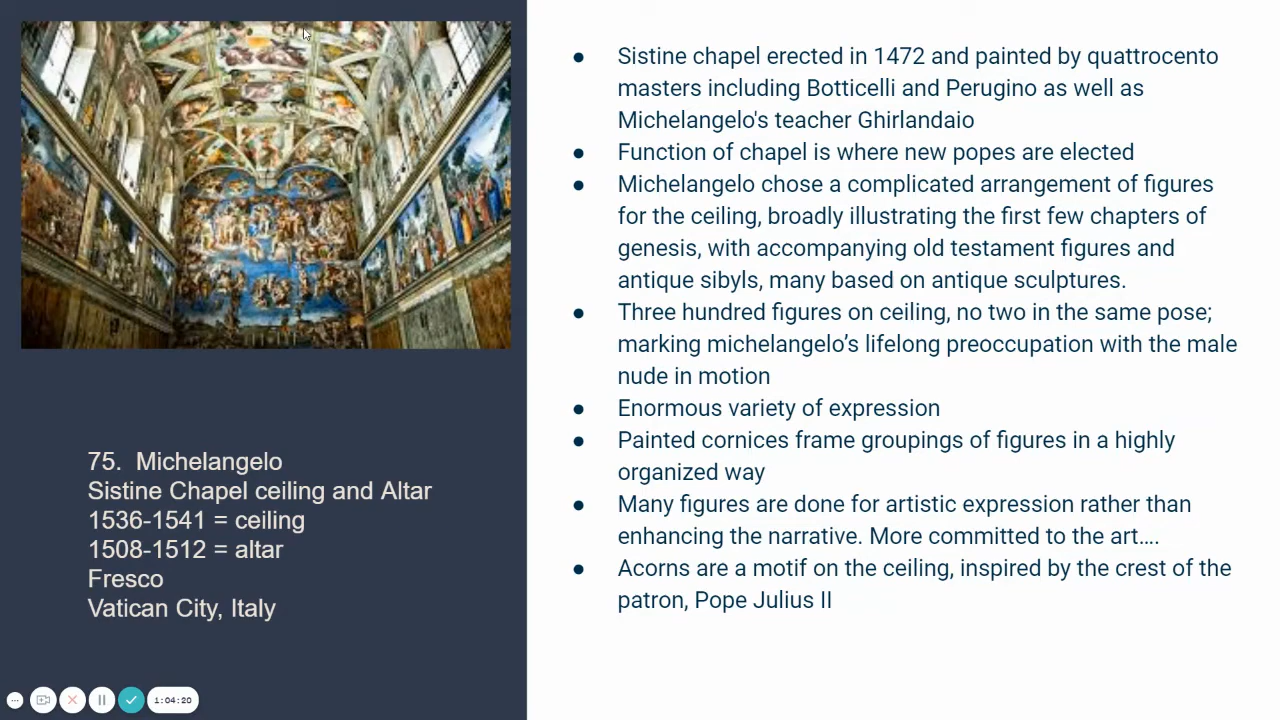 75.  Michelangelo
Sistine Chapel ceiling and Altar
1536-1541 = ceiling
1508-1512 = altar
Fresco
Vatican City, Italy
● Sistine chapel erected in 1472 and painted by quattrocento
masters including Botticelli and Perugino as well as
Michelangelo's teacher Ghirlandaio
● Function of chapel is where new popes are elected
● Michelangelo chose a complicated arrangement of figures
for the ceiling, broadly illustrating the first few chapters of
genesis, with accompanying old testament figures and
antique sibyls, many based on antique sculptures.
● Three hundred figures on ceiling, no two in the same pose;
marking michelangelo’s lifelong preoccupation with the male
nude in motion
● Enormous variety of expression
● Painted cornices frame groupings of figures in a highly
organized way
● Many figures are done for artistic expression rather than
enhancing the narrative. More committed to the art….
● Acorns are a motif on the ceiling, inspired by the crest of the
patron, Pope Julius II
1:04:20